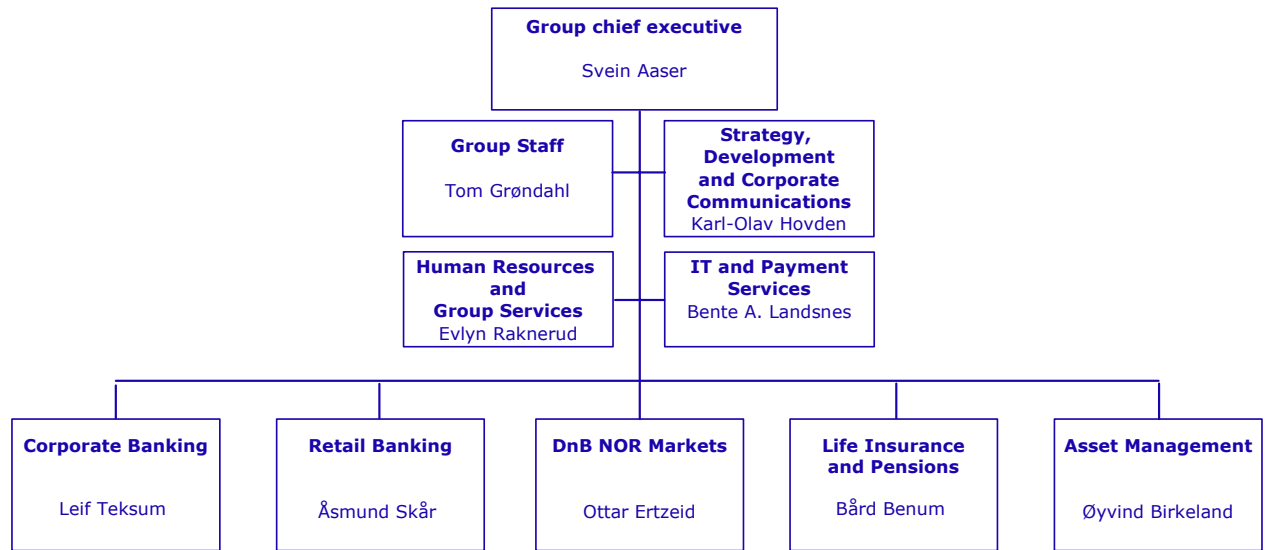 Group chief executive
Svein Aaser
Group Staff
Tom Grøndahl
Strategy,
Development
and Corporate
Communications
Karl-Olav Hovden
Human Resources
and
Group Services
Evlyn Raknerud
IT and Payment
Services
Bente A. Landsnes
Corporate Banking
Leif Teksum
Retail Banking
Åsmund Skår
DnB NOR Markets
Ottar Ertzeid
Life Insurance
and Pensions
Bård Benum
Asset Management
Øyvind Birkeland